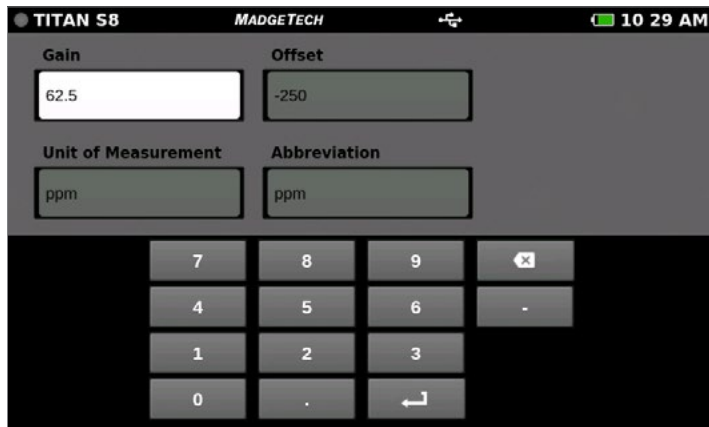 TITAN S8 MADGETECH 10 29 AM
Gain Offset
62.5 -250
Unit of Measurement Abbreviation
ppm ppm
7 8 9
4 5 6 -
1 2 3
0 .